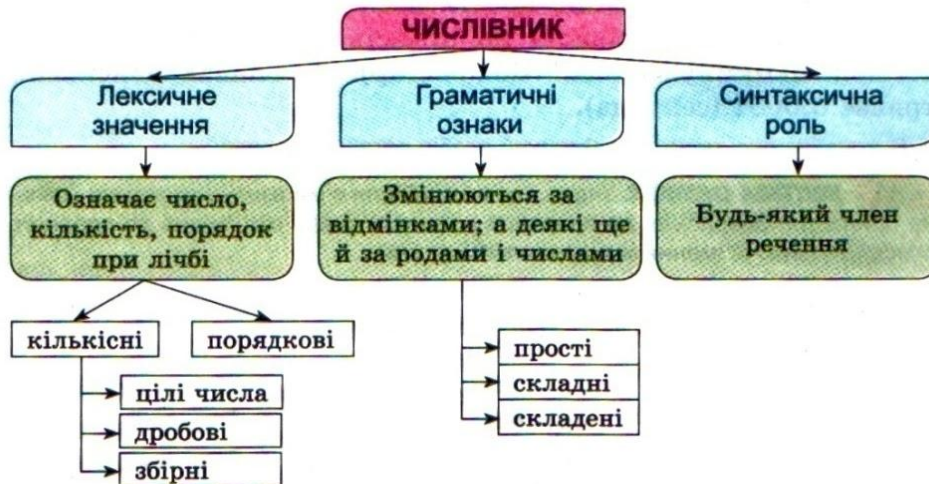 ЧИСЛІВНИК
Лексичне
значення
Граматичні
ознаки
Синтаксична
роль
Означає число,
кількість, порядок
при лічбі
Змінюються за
відмінками; а деякі ще
й за родами і числами
Будь-який член
речення
кількісні
порядкові
цілі числа
дробові
збірні
прості
складні
складені